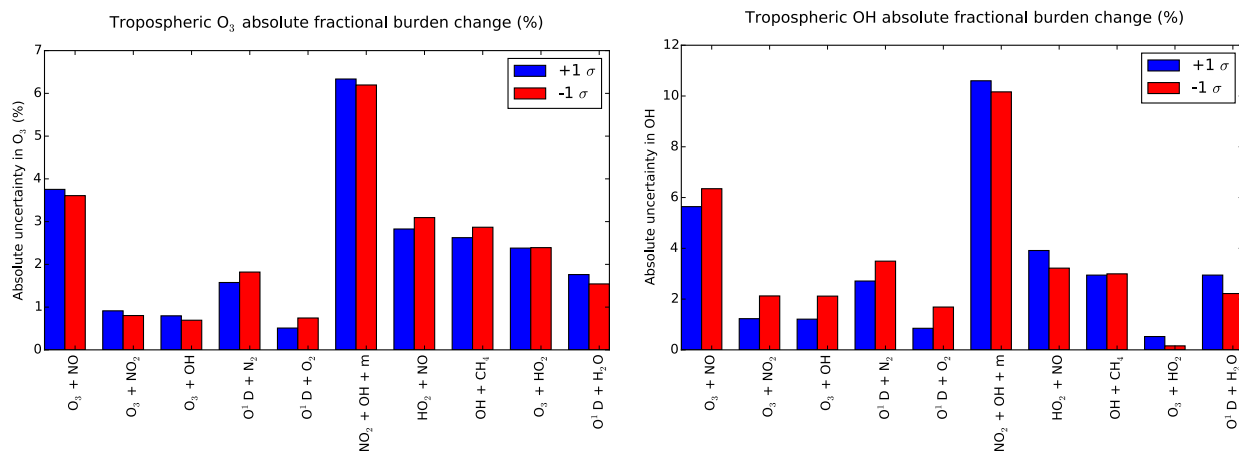 Tropospheric O₃ absolute fractional burden change (%)
Absolute uncertainty in O₃ (%)
7
6
5
4
3
2
1
0
+1 σ
-1 σ
O₃ + NO
O₃ + NO₂
O₃ + OH
O¹ D + N₂
O¹ D + O₂
NO₂ + OH + m
HO₂ + NO
OH + CH₄
O₃ + HO₂
O¹ D + H₂O
Tropospheric OH absolute fractional burden change (%)
Absolute uncertainty in OH
12
10
8
6
4
2
0
+1 σ
-1 σ
O₃ + NO
O₃ + NO₂
O₃ + OH
O¹ D + N₂
O¹ D + O₂
NO₂ + OH + m
HO₂ + NO
OH + CH₄
O₃ + HO₂
O¹ D + H₂O